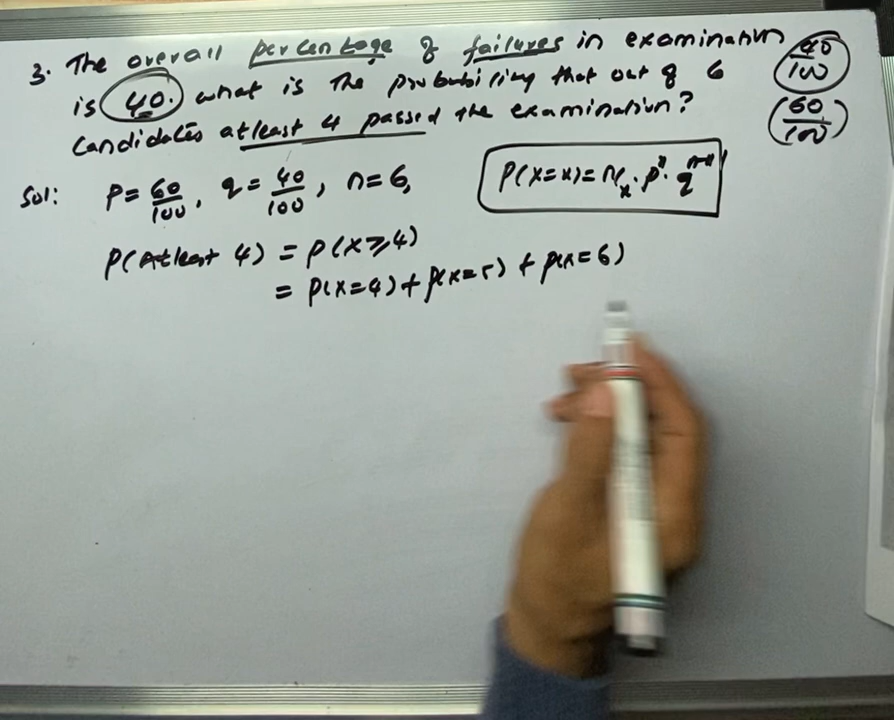 3. The overall percentage of failures in examination 40/100
is 40. what is The probability that out of 6 (60/100)
candidates atleast 4 passed the examination?
Sol: P = 60/100, q = 40/100, n = 6, P(x=x) = nCx . p^x . q^n-x
P(Atleast 4) = P(x ≥ 4)
= P(x=4) + P(x=5) + P(x=6)